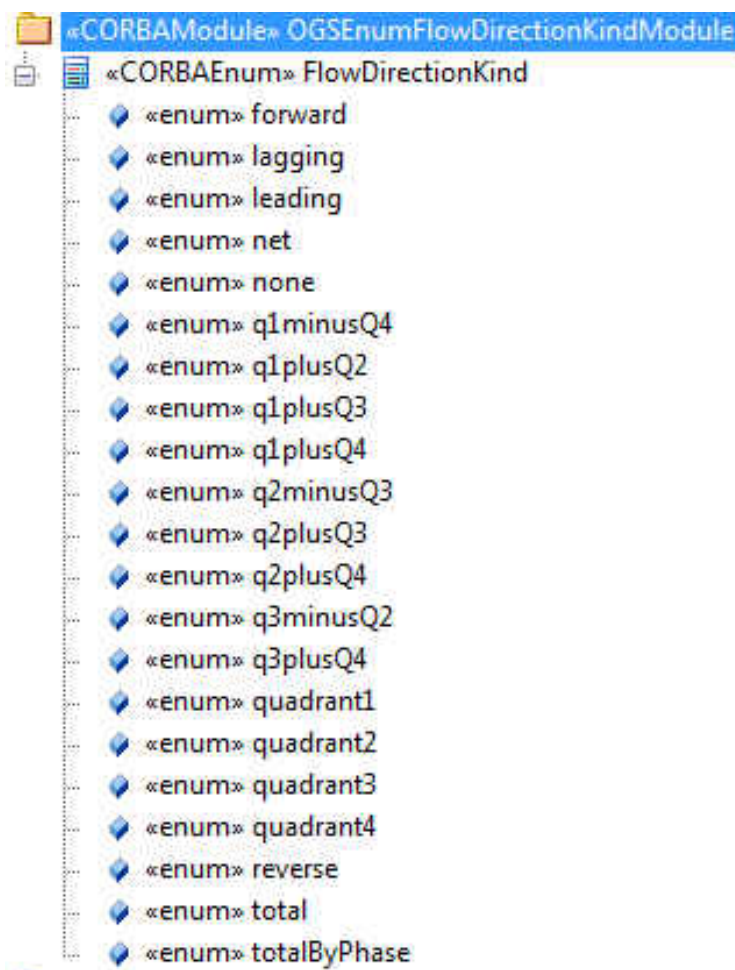 «CORBAModule» OGSEnumFlowDirectionKindModule
«CORBAEnum» FlowDirectionKind
«enum» forward
«enum» lagging
«enum» leading
«enum» net
«enum» none
«enum» q1minusQ4
«enum» q1plusQ2
«enum» q1plusQ3
«enum» q1plusQ4
«enum» q2minusQ3
«enum» q2plusQ3
«enum» q2plusQ4
«enum» q3minusQ2
«enum» q3plusQ4
«enum» quadrant1
«enum» quadrant2
«enum» quadrant3
«enum» quadrant4
«enum» reverse
«enum» total
«enum» totalByPhase